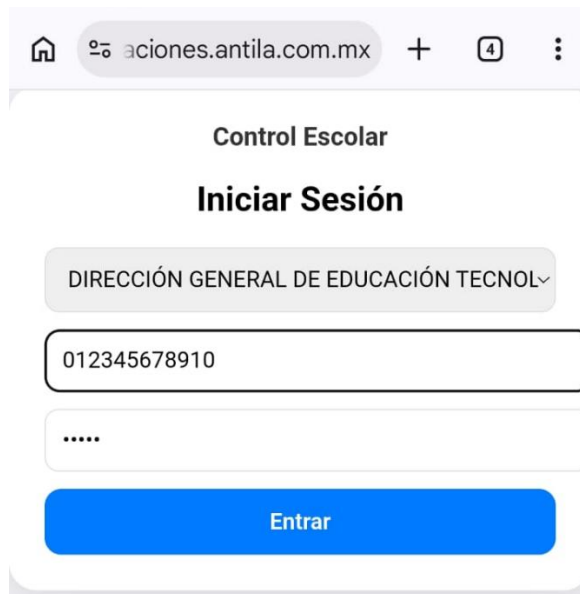 aciones.antila.com.mx 4
Control Escolar
Iniciar Sesión
DIRECCIÓN GENERAL DE EDUCACIÓN TECNOL
012345678910
•••••
Entrar